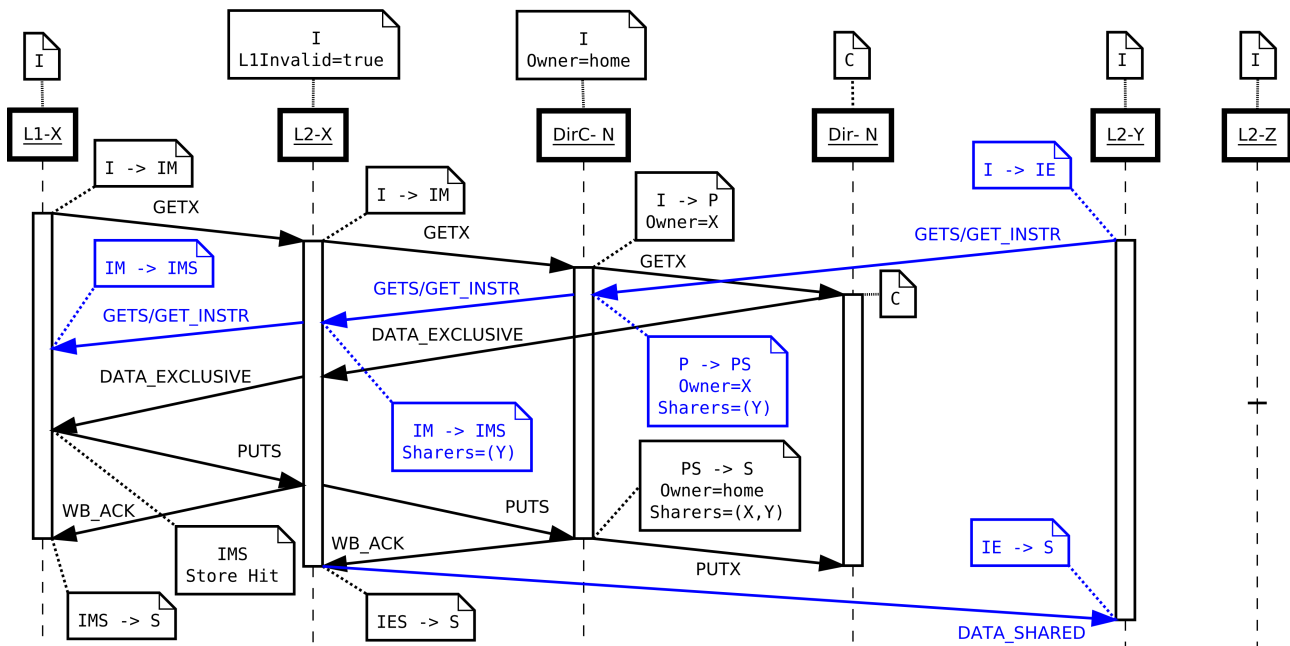 I
I
L1Invalid=true
I
Owner=home
C
I
I
L1-X
L2-X
DirC- N
Dir- N
L2-Y
L2-Z
I -> IM
I -> IM
I -> P
Owner=X
I -> IE
GETX
GETX
GETX
GETS/GET_INSTR
IM -> IMS
GETS/GET_INSTR
C
GETS/GET_INSTR
DATA_EXCLUSIVE
P -> PS
Owner=X
Sharers=(Y)
DATA_EXCLUSIVE
IM -> IMS
Sharers=(Y)
PUTS
PS -> S
Owner=home
Sharers=(X,Y)
WB_ACK
PUTS
IMS
Store Hit
WB_ACK
PUTX
IE -> S
IMS -> S
IES -> S
DATA_SHARED